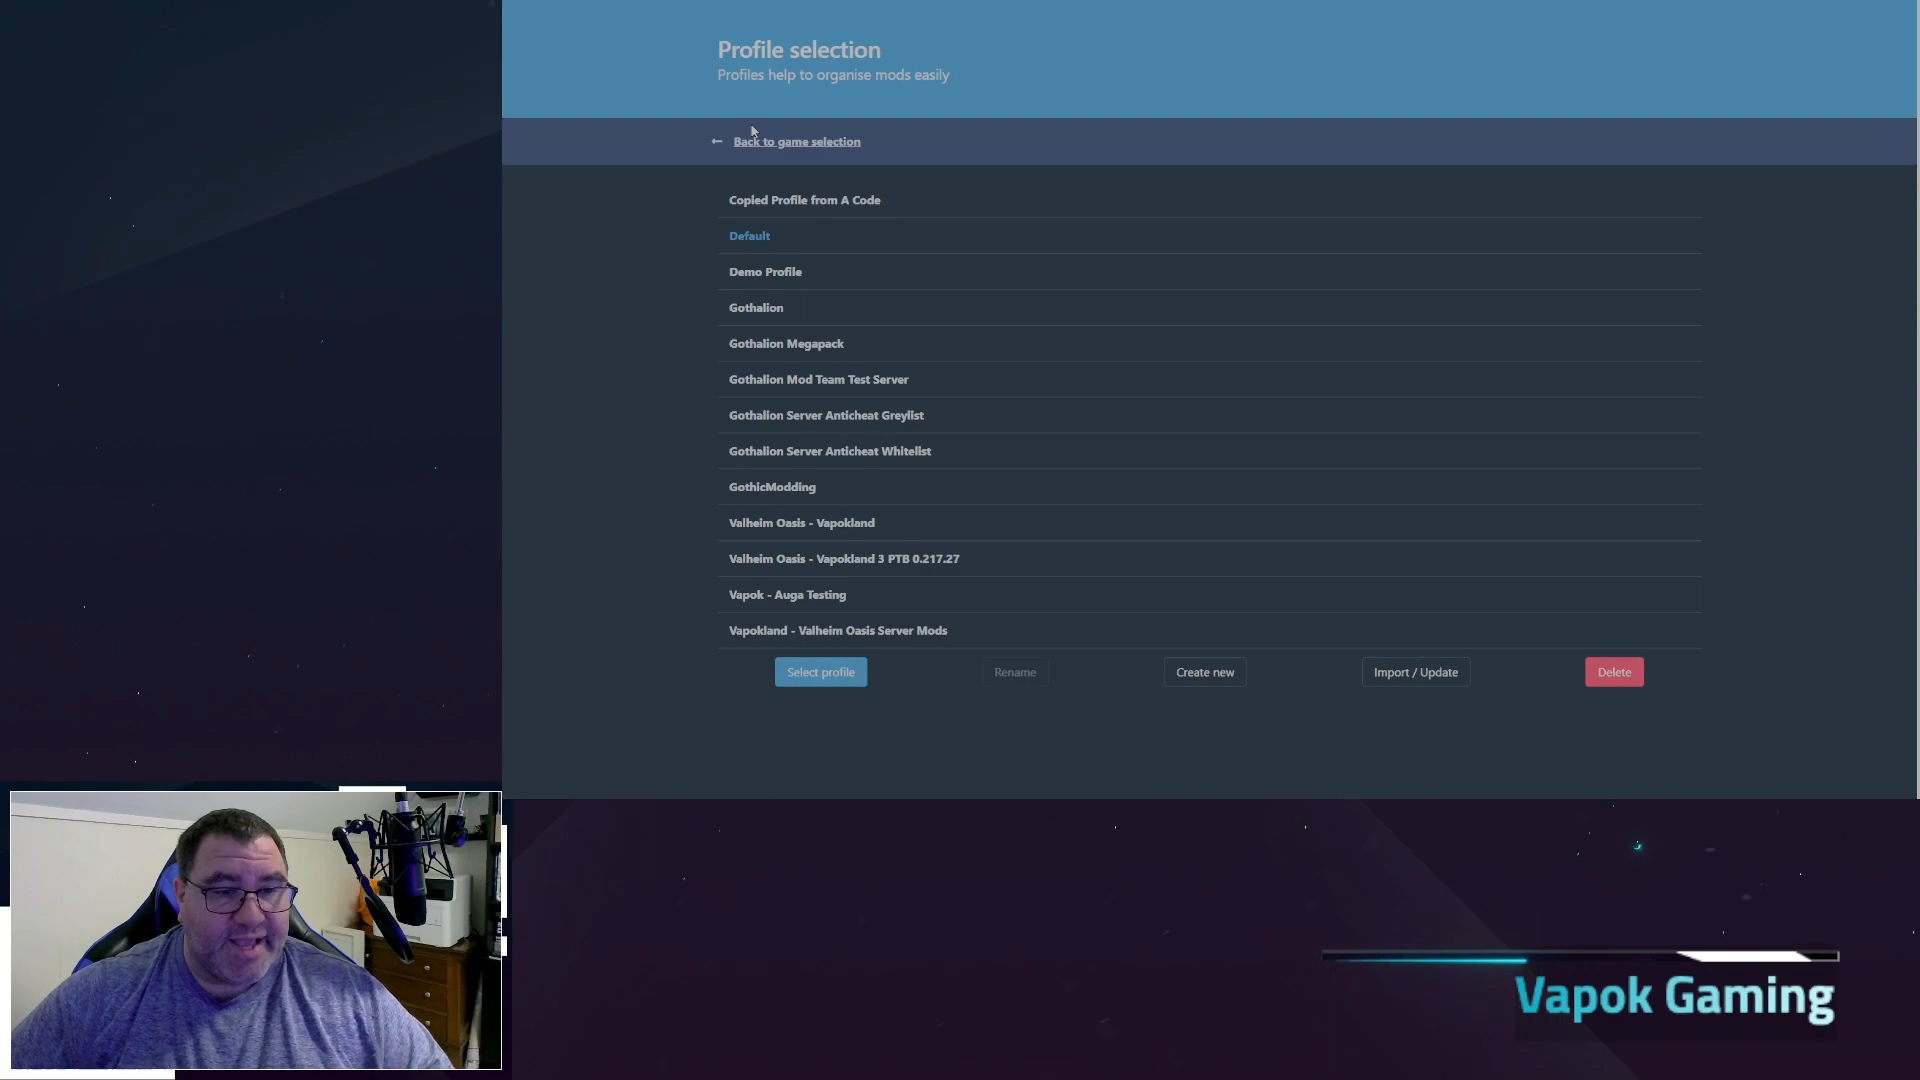 Profile selection
Profiles help to organise mods easily
← Back to game selection
Copied Profile from A Code
Default
Demo Profile
Gothalion
Gothalion Megapack
Gothalion Mod Team Test Server
Gothalion Server Anticheat Greylist
Gothalion Server Anticheat Whitelist
GothicModding
Valheim Oasis - Vapokland
Valheim Oasis - Vapokland 3 PTB 0.217.27
Vapok - Auga Testing
Vapokland - Valheim Oasis Server Mods
Select profile Rename Create new Import / Update Delete
Vapok Gaming